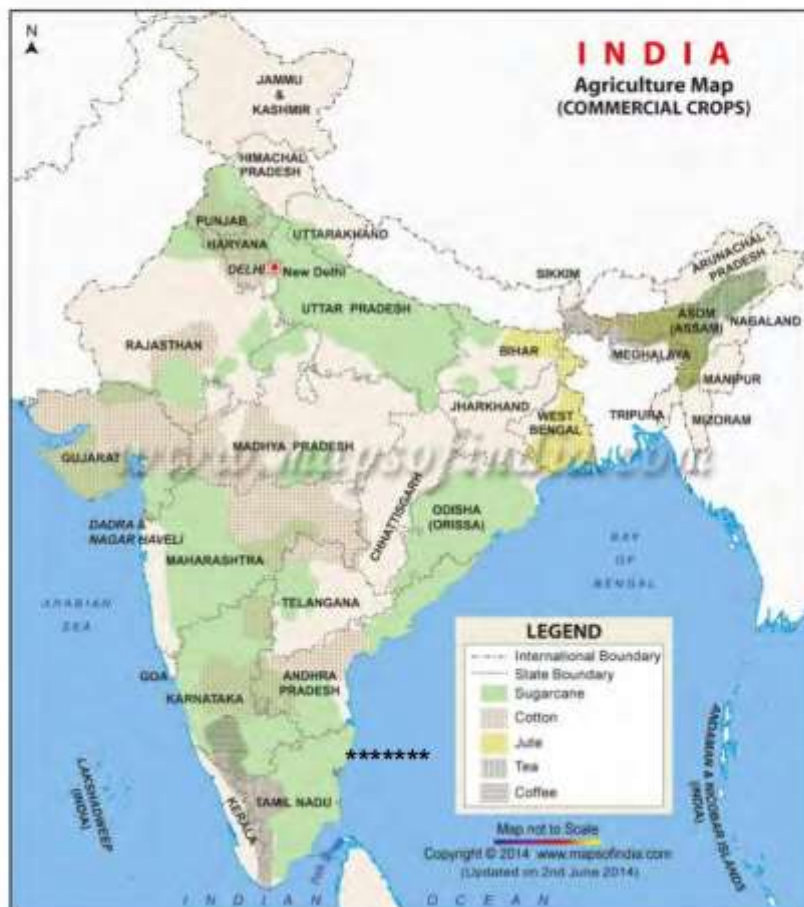 N
INDIA
Agriculture Map
(COMMERCIAL CROPS)
JAMMU
&
KASHMIR
HIMACHAL
PRADESH
PUNJAB
UTTARAKHAND
HARYANA
DELHI
New Delhi
ARUNACHAL
PRADESH
SIKKIM
UTTAR PRADESH
ASOM
(ASSAM)
NAGALAND
RAJASTHAN
BIHAR
MEGHALAYA
MANIPUR
JHARKHAND
WEST
BENGAL
TRIPURA
MIZORAM
GUJARAT
MADHYA PRADESH
www.mapsofindia.com
CHHATTISGARH
ODISHA
(ORISSA)
DADRA &
NAGAR HAVELI
MAHARASHTRA
BAY
OF
BENGAL
ARABIAN
SEA
TELANGANA
GOA
KARNATAKA
ANDHRA
PRADESH
*******
LAKSHADWEEP
(INDIA)
KERALA
TAMIL NADU
ANDAMAN & NICOBAR ISLANDS
(INDIA)
LEGEND
International Boundary
State Boundary
Sugarcane
Cotton
Jute
Tea
Coffee
Map not to Scale
Copyright © 2014 www.mapsofindia.com
(Updated on 2nd June 2014)
INDIAN OCEAN